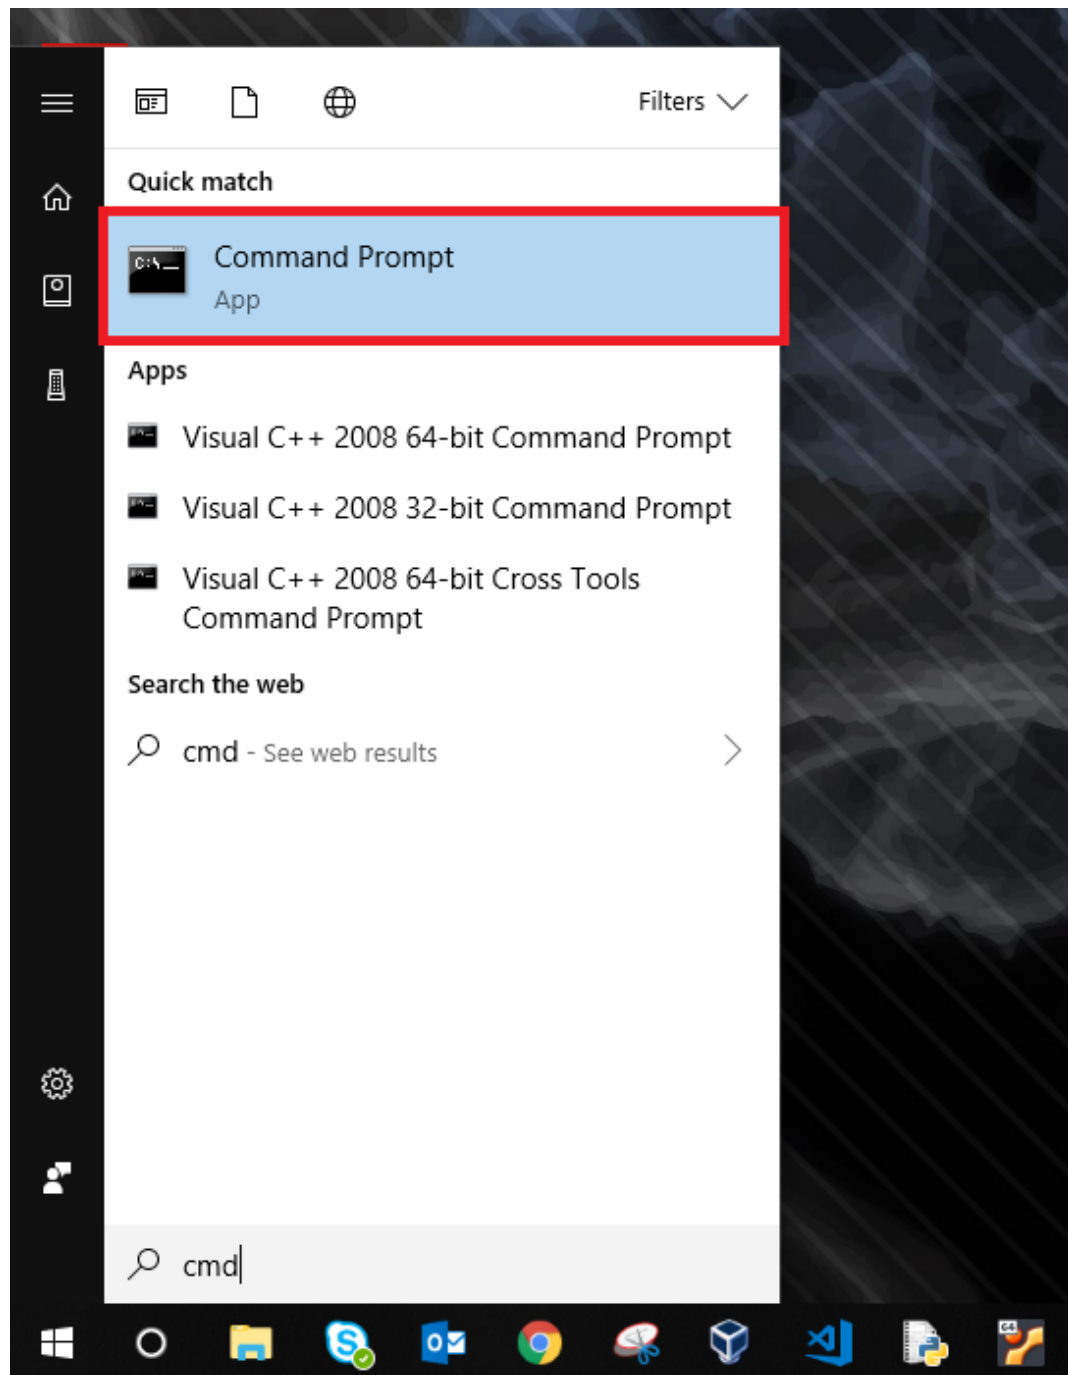 Filters
Quick match
C:\_
Command Prompt
App
Apps
Visual C++ 2008 64-bit Command Prompt
Visual C++ 2008 32-bit Command Prompt
Visual C++ 2008 64-bit Cross Tools
Command Prompt
Search the web
cmd - See web results
cmd